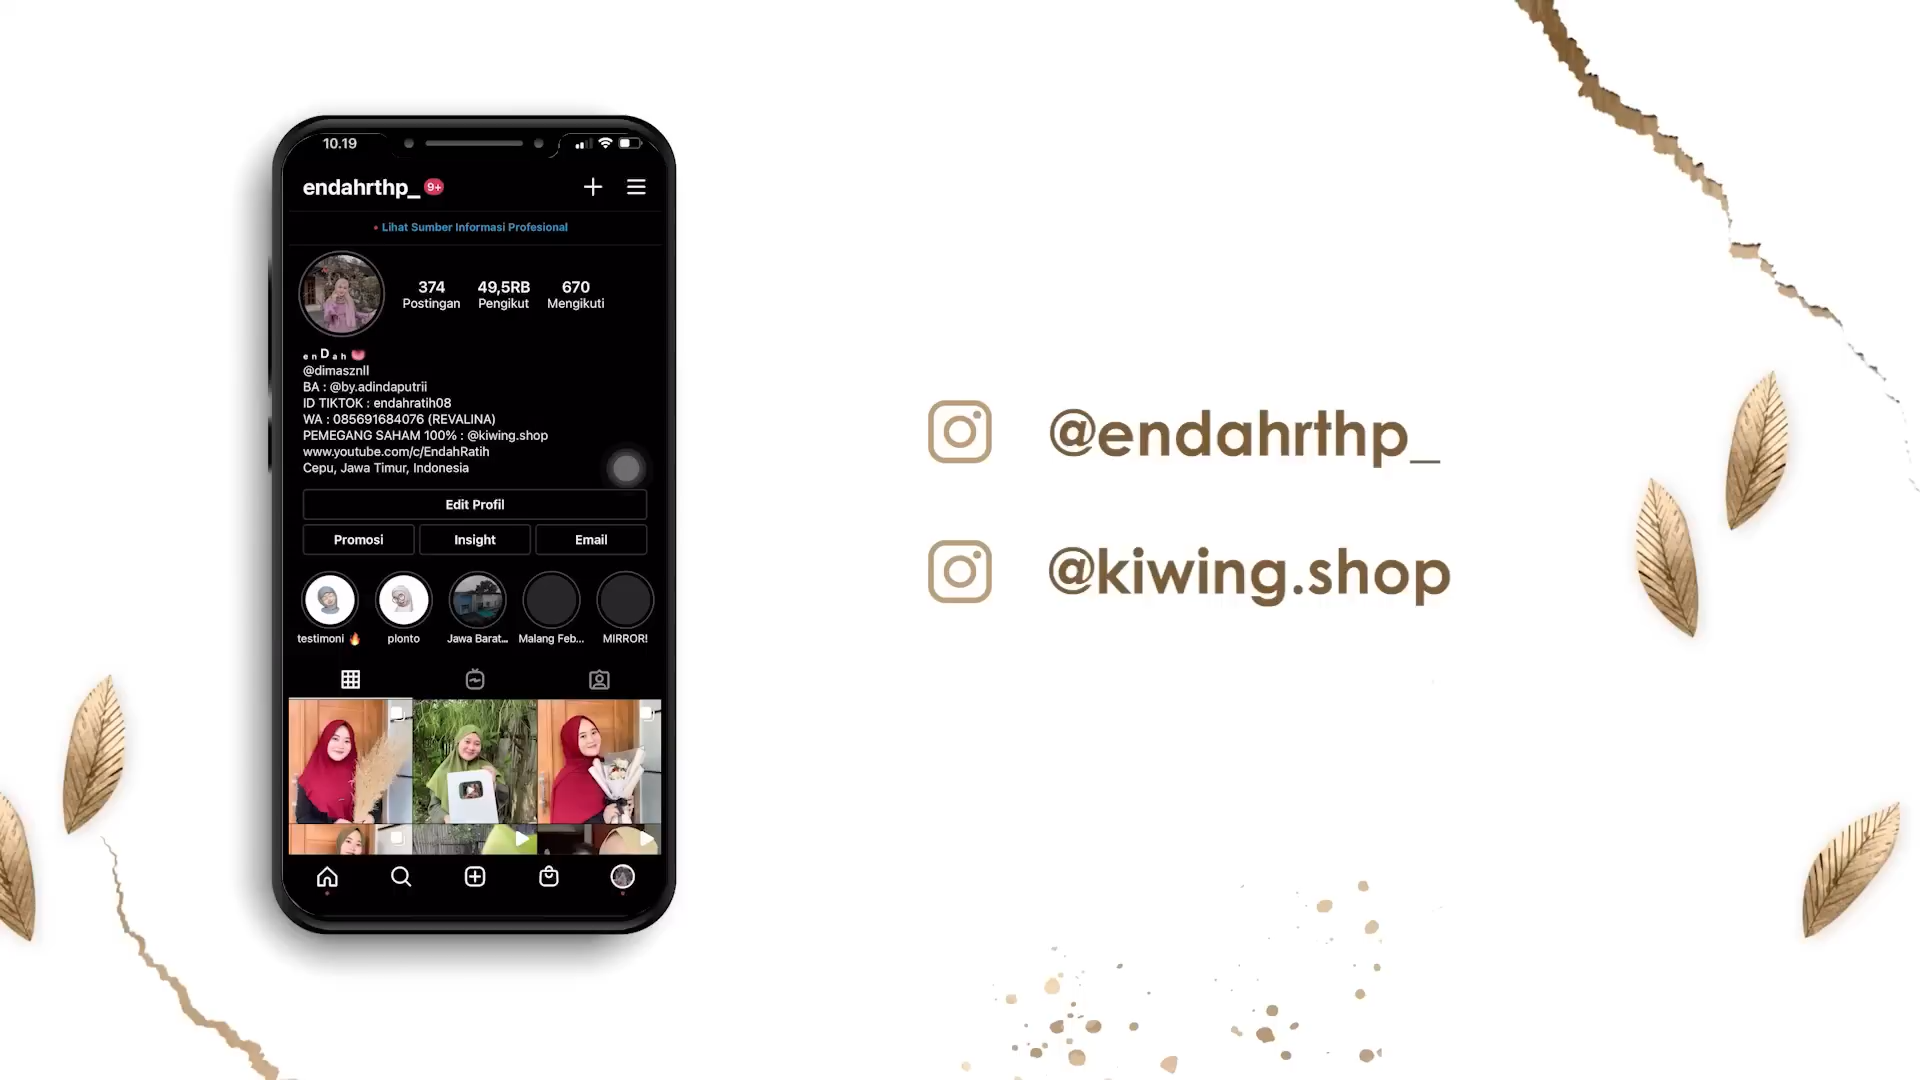 10.19
endahrthp_ 9+
Lihat Sumber Informasi Profesional
374 49,5RB 670
Postingan Pengikut Mengikuti
ₑₙDₐₕ
@dimasznll
BA : @by.adindaputrii
ID TIKTOK : endahratih08
WA : 085691684076 (REVALINA)
PEMEGANG SAHAM 100% : @kiwing.shop
www.youtube.com/c/EndahRatih
Cepu, Jawa Timur, Indonesia
Edit Profil
Promosi Insight Email
testimoni 🔥 plonto Jawa Barat... Malang Feb... MIRROR!
@endahrthp_
@kiwing.shop